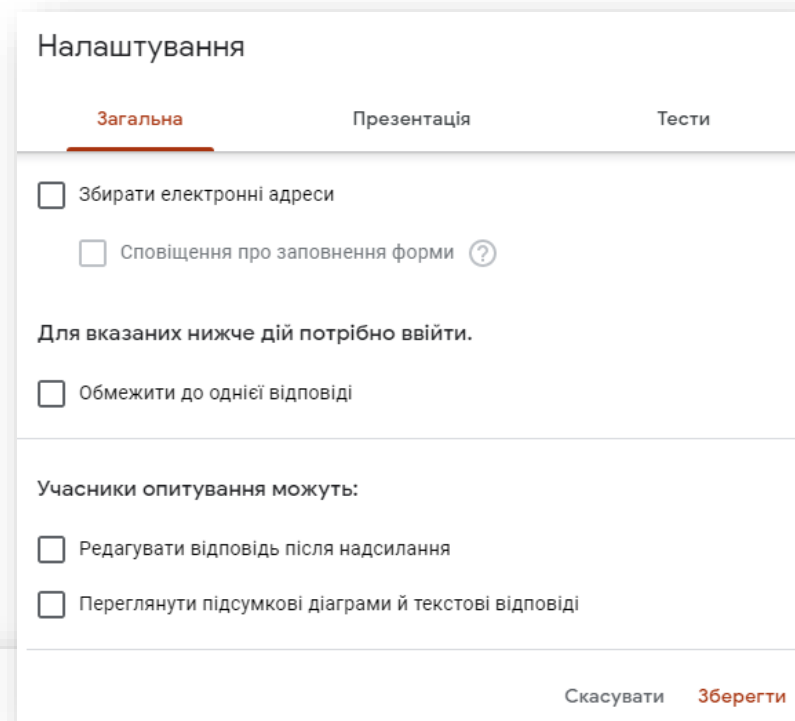 Налаштування
Загальна Презентація Тести
Збирати електронні адреси
Сповіщення про заповнення форми ?
Для вказаних нижче дій потрібно ввійти.
Обмежити до однієї відповіді
Учасники опитування можуть:
Редагувати відповідь після надсилання
Переглянути підсумкові діаграми й текстові відповіді
Скасувати Зберегти